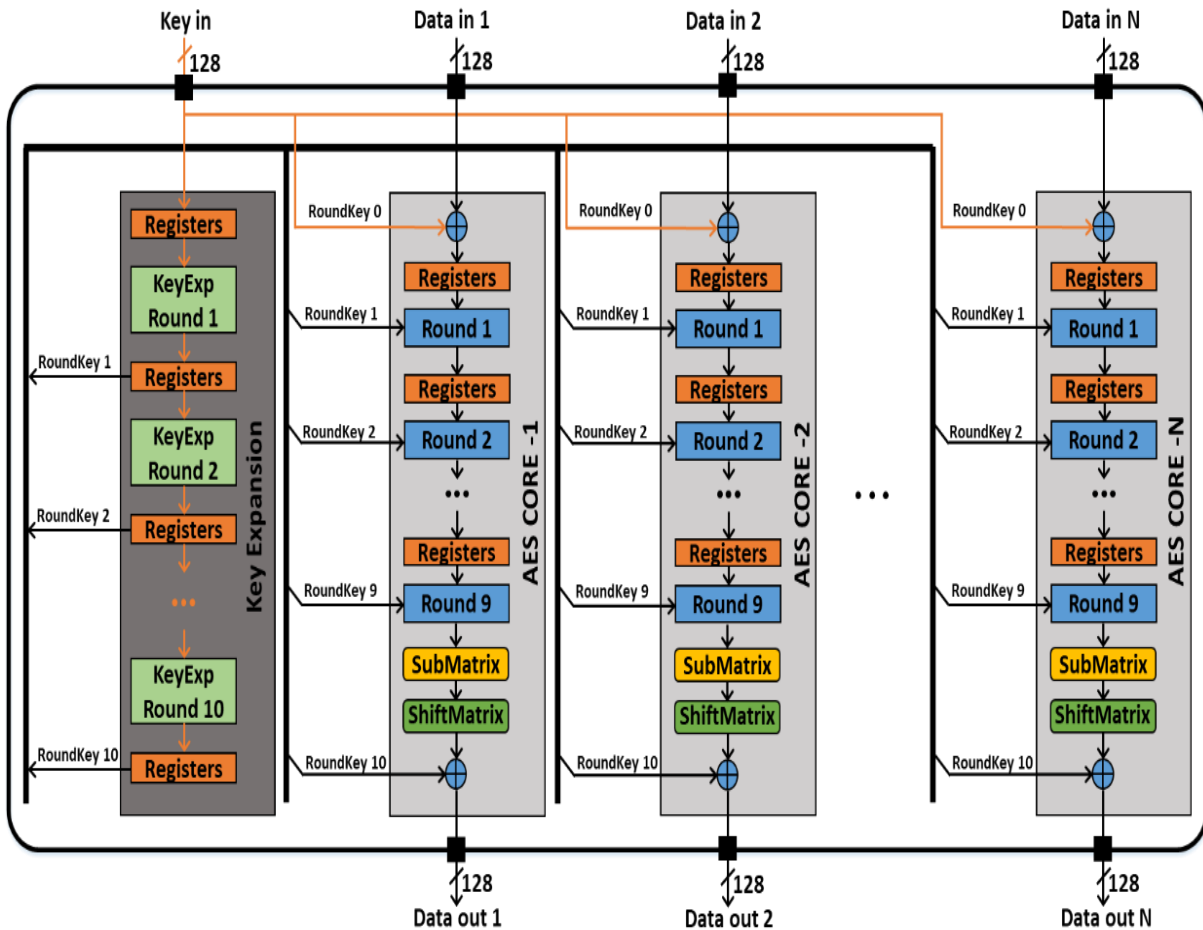 Key in
Data in 1
Data in 2
Data in N
128
128
128
128
Registers
KeyExp
Round 1
RoundKey 1
Registers
KeyExp
Round 2
RoundKey 2
Registers
...
KeyExp
Round 10
RoundKey 10
Registers
Key Expansion
RoundKey 0
Registers
RoundKey 1
Round 1
Registers
RoundKey 2
Round 2
...
Registers
RoundKey 9
Round 9
SubMatrix
ShiftMatrix
RoundKey 10
AES CORE -1
128
Data out 1
RoundKey 0
Registers
RoundKey 1
Round 1
Registers
RoundKey 2
Round 2
...
Registers
RoundKey 9
Round 9
SubMatrix
ShiftMatrix
RoundKey 10
AES CORE -2
128
Data out 2
...
RoundKey 0
Registers
RoundKey 1
Round 1
Registers
RoundKey 2
Round 2
...
Registers
RoundKey 9
Round 9
SubMatrix
ShiftMatrix
RoundKey 10
AES CORE -N
128
Data out N